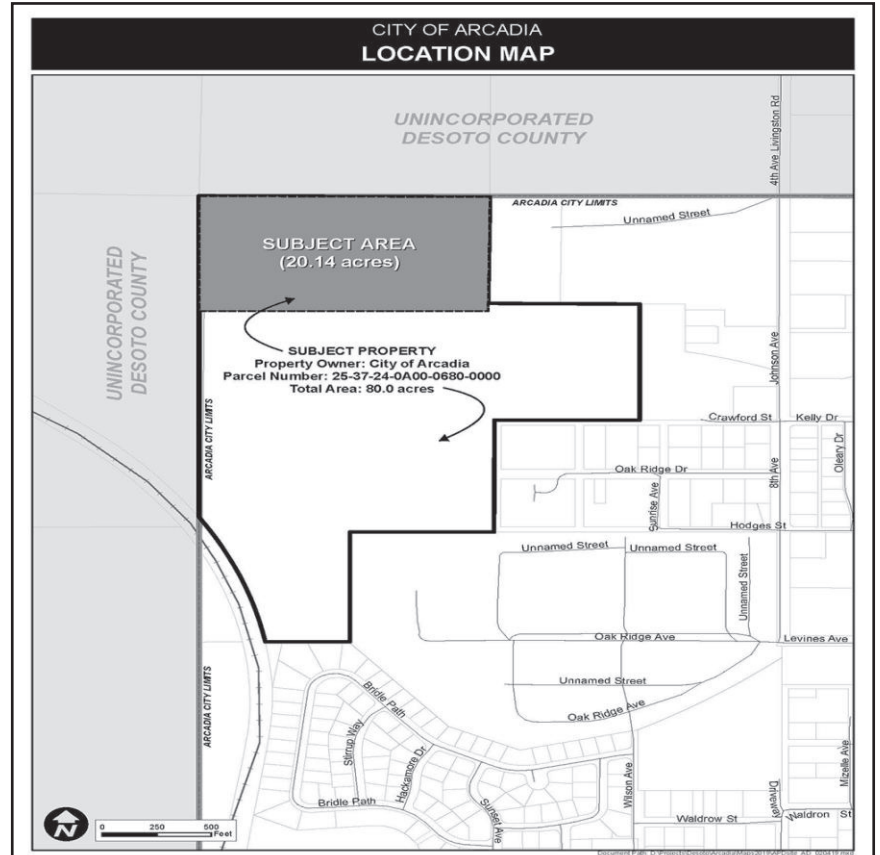 CITY OF ARCADIA
LOCATION MAP
UNINCORPORATED
DESOTO COUNTY
4th Ave Livingston Rd
ARCADIA CITY LIMITS
Unnamed Street
SUBJECT AREA
(20.14 acres)
UNINCORPORATED
DESOTO COUNTY
SUBJECT PROPERTY
Property Owner: City of Arcadia
Parcel Number: 25-37-24-0A00-0680-0000
Total Area: 80.0 acres
Johnson Ave
ARCADIA CITY LIMITS
Crawford St
Kelly Dr
Oleary Dr
Oak Ridge Dr
8th Ave
Sunrise Ave
Hodges St
Unnamed Street
Unnamed Street
Unnamed Street
Oak Ridge Ave
Levines Ave
ARCADIA CITY LIMITS
Unnamed Street
Bridle Path
Oak Ridge Ave
Stirrup Way
Hackamore Dr
Mizelle Ave
Wilson Ave
Driveway
Bridle Path
Sunset Ave
Waldrow St
Waldron St
N
0 250 500
Feet